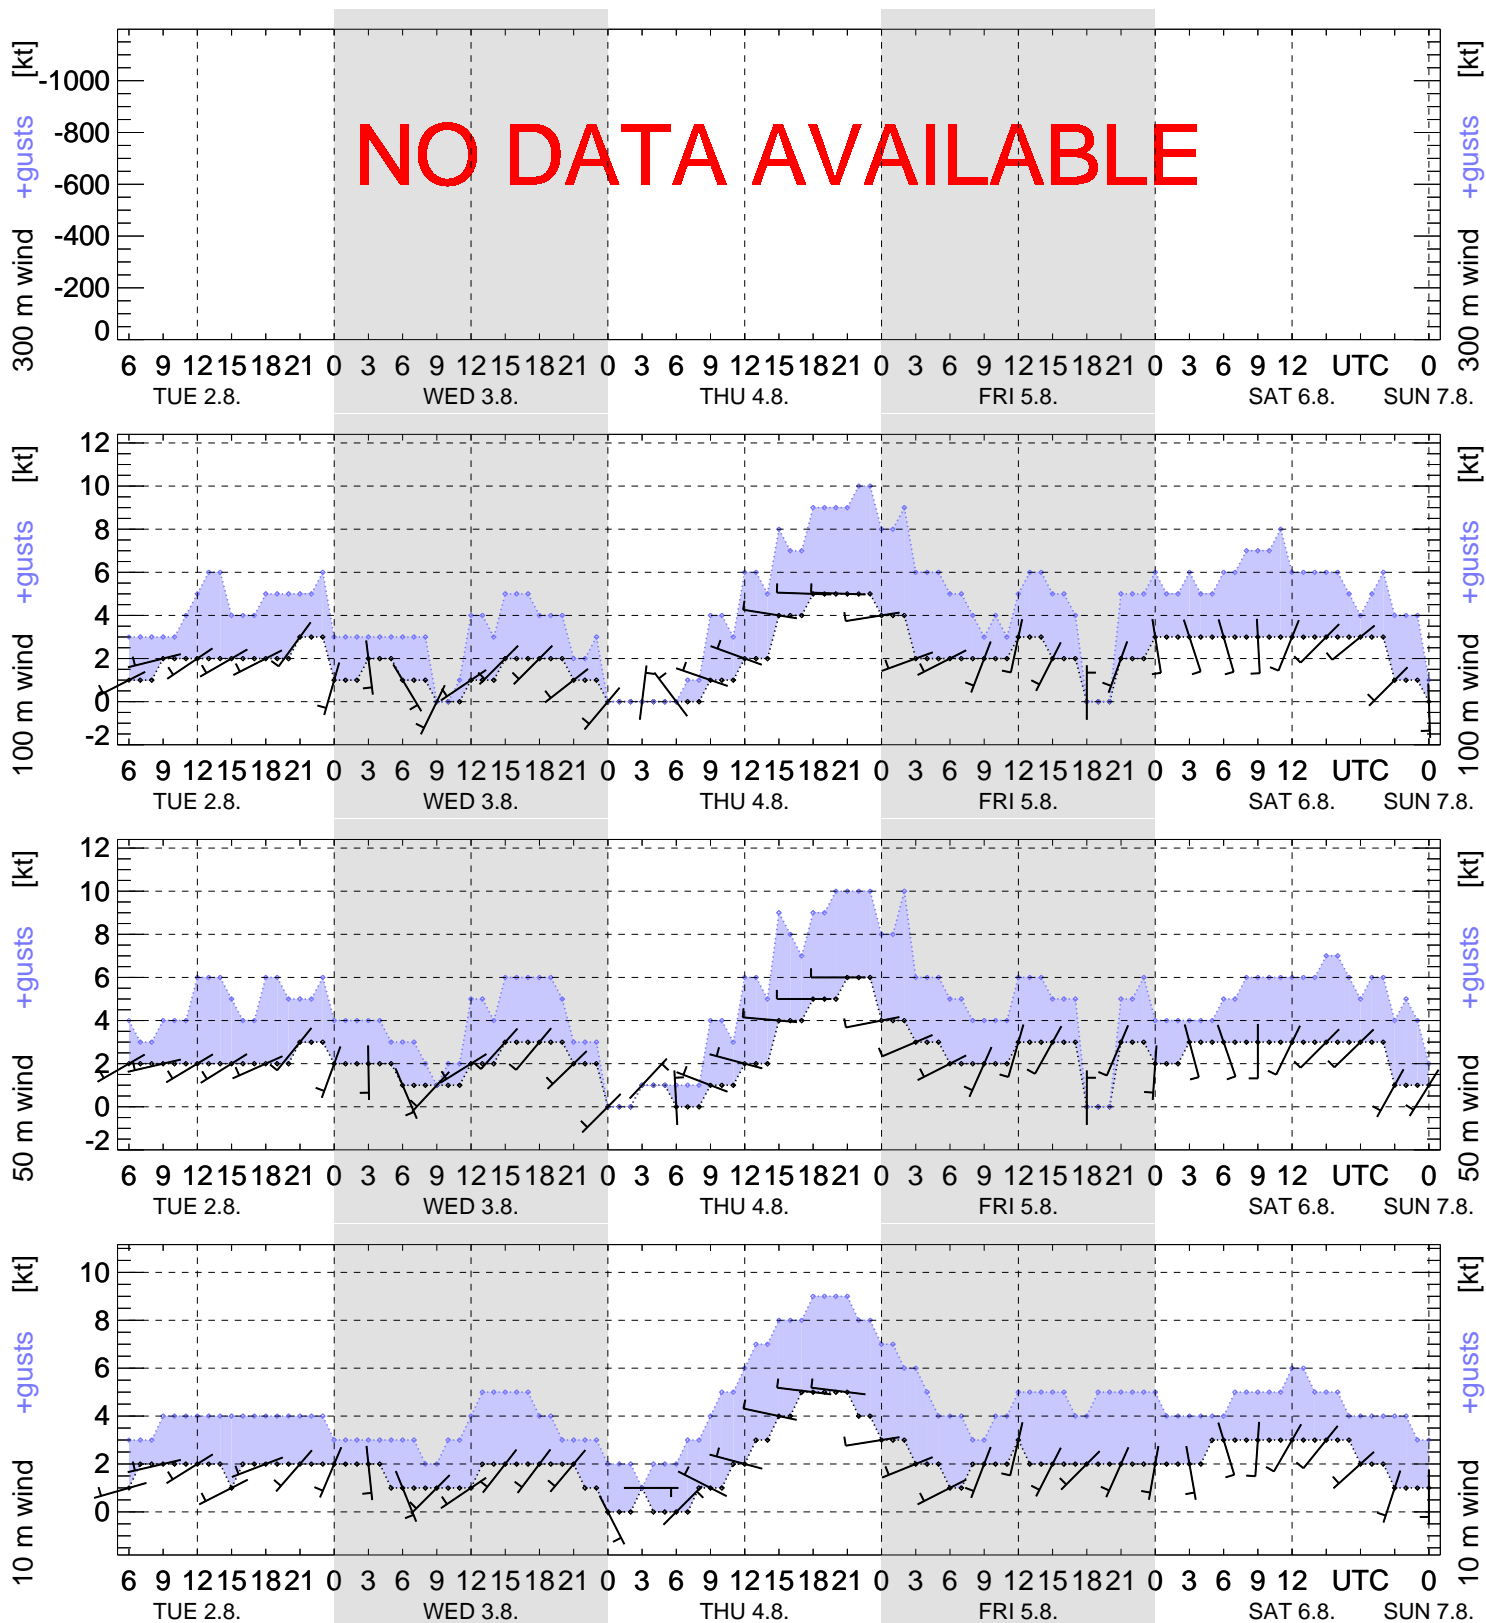 300 m wind +gusts [kt]
-1000
-800
-600
-400
-200
0
NO DATA AVAILABLE
300 m wind +gusts [kt]
6 9 12 15 18 21 0 3 6 9 12 15 18 21 0 3 6 9 12 15 18 21 0 3 6 9 12 15 18 21 0 3 6 9 12 UTC 0
TUE 2.8. WED 3.8. THU 4.8. FRI 5.8. SAT 6.8. SUN 7.8.
100 m wind +gusts [kt]
12
10
8
6
4
2
0
-2
100 m wind +gusts [kt]
6 9 12 15 18 21 0 3 6 9 12 15 18 21 0 3 6 9 12 15 18 21 0 3 6 9 12 15 18 21 0 3 6 9 12 UTC 0
TUE 2.8. WED 3.8. THU 4.8. FRI 5.8. SAT 6.8. SUN 7.8.
50 m wind +gusts [kt]
12
10
8
6
4
2
0
-2
50 m wind +gusts [kt]
6 9 12 15 18 21 0 3 6 9 12 15 18 21 0 3 6 9 12 15 18 21 0 3 6 9 12 15 18 21 0 3 6 9 12 UTC 0
TUE 2.8. WED 3.8. THU 4.8. FRI 5.8. SAT 6.8. SUN 7.8.
10 m wind +gusts [kt]
10
8
6
4
2
0
10 m wind +gusts [kt]
6 9 12 15 18 21 0 3 6 9 12 15 18 21 0 3 6 9 12 15 18 21 0 3 6 9 12 15 18 21 0 3 6 9 12 UTC 0
TUE 2.8. WED 3.8. THU 4.8. FRI 5.8. SAT 6.8. SUN 7.8.